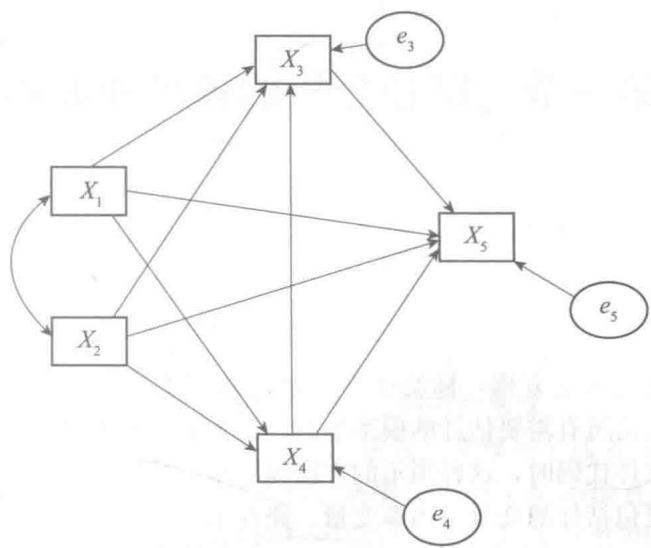 X₃
e₃
X₁
X₅
e₅
X₂
X₄
e₄